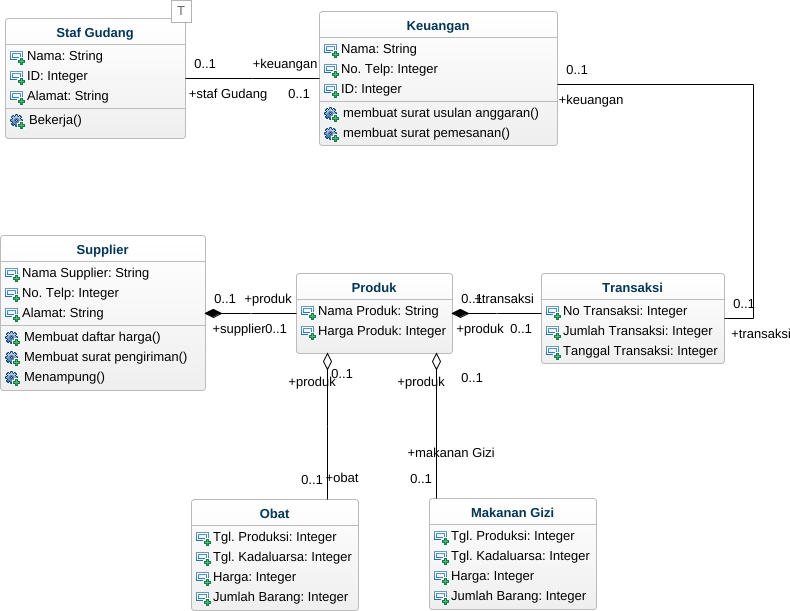 T
Staf Gudang
Nama: String
ID: Integer
Alamat: String
Bekerja()
0..1
+keuangan
+staf Gudang
0..1
Keuangan
Nama: String
No. Telp: Integer
ID: Integer
membuat surat usulan anggaran()
membuat surat pemesanan()
0..1
+keuangan
Supplier
Nama Supplier: String
No. Telp: Integer
Alamat: String
Membuat daftar harga()
Membuat surat pengiriman()
Menampung()
0..1
+produk
+supplier
0..1
Produk
Nama Produk: String
Harga Produk: Integer
0..1
+transaksi
+produk
0..1
Transaksi
No Transaksi: Integer
Jumlah Transaksi: Integer
Tanggal Transaksi: Integer
0..1
+transaksi
+produk
0..1
+produk
0..1
+makanan Gizi
0..1
+obat
0..1
Obat
Tgl. Produksi: Integer
Tgl. Kadaluarsa: Integer
Harga: Integer
Jumlah Barang: Integer
Makanan Gizi
Tgl. Produksi: Integer
Tgl. Kadaluarsa: Integer
Harga: Integer
Jumlah Barang: Integer